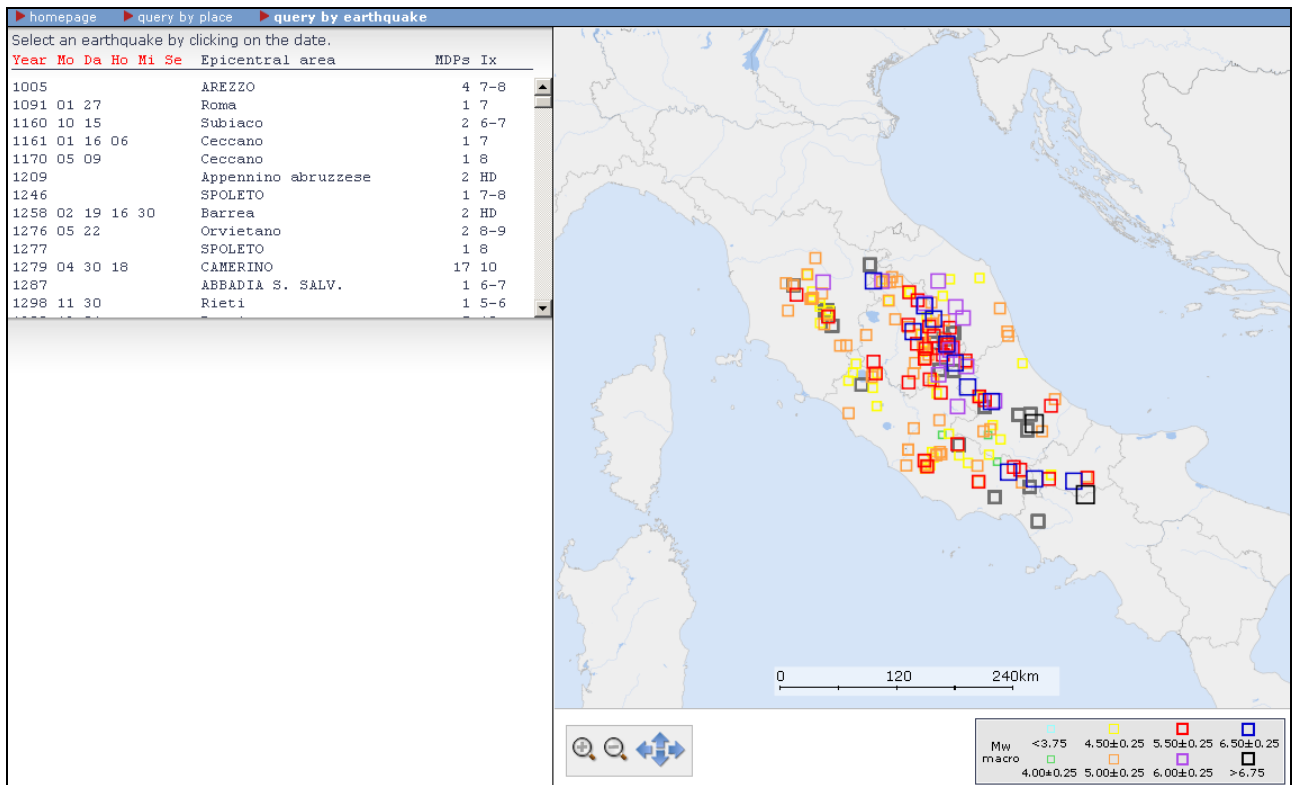 homepage query by place query by earthquake
Select an earthquake by clicking on the date.
Year Mo Da Ho Mi Se Epicentral area MDPs Ix
1005 AREZZO 4 7-8
1091 01 27 Roma 1 7
1160 10 15 Subiaco 2 6-7
1161 01 16 06 Ceccano 1 7
1170 05 09 Ceccano 1 8
1209 Appennino abruzzese 2 HD
1246 SPOLETO 1 7-8
1258 02 19 16 30 Barrea 2 HD
1276 05 22 Orvietano 2 8-9
1277 SPOLETO 1 8
1279 04 30 18 CAMERINO 17 10
1287 ABBADIA S. SALV. 1 6-7
1298 11 30 Rieti 1 5-6
0 120 240km
Mw macro
<3.75 4.50±0.25 5.50±0.25 6.50±0.25
4.00±0.25 5.00±0.25 6.00±0.25 >6.75